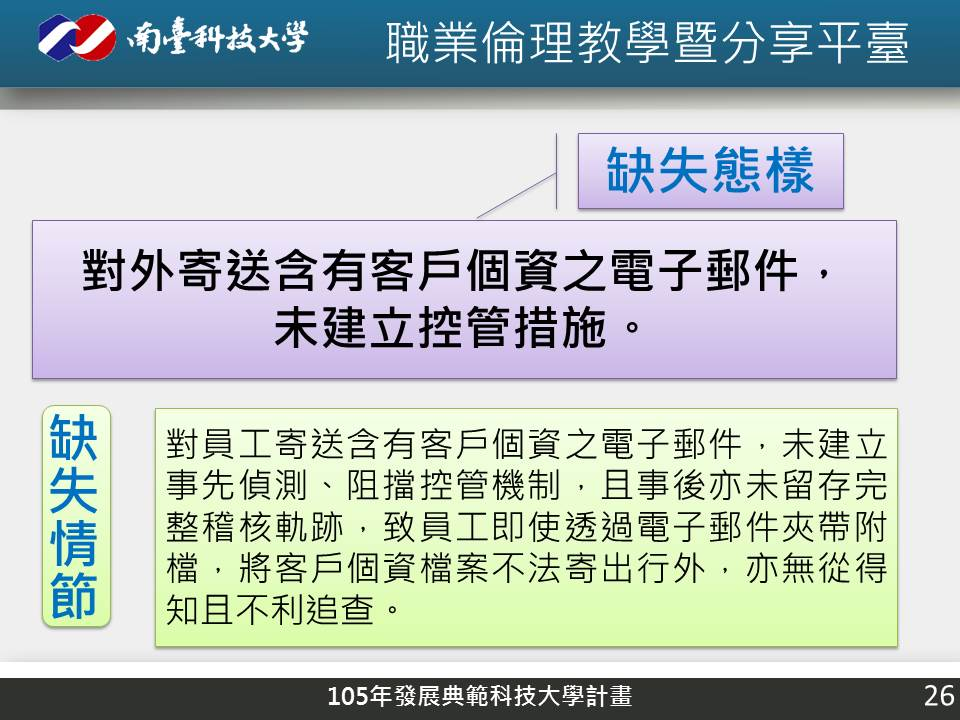 南臺科技大學
職業倫理教學暨分享平臺
缺失態樣
對外寄送含有客戶個資之電子郵件，
未建立控管措施。
缺失情節
對員工寄送含有客戶個資之電子郵件，未建立
事先偵測、阻擋控管機制，且事後亦未留存完
整稽核軌跡，致員工即使透過電子郵件夾帶附
檔，將客戶個資檔案不法寄出行外，亦無從得
知且不利追查。
105年發展典範科技大學計畫
26